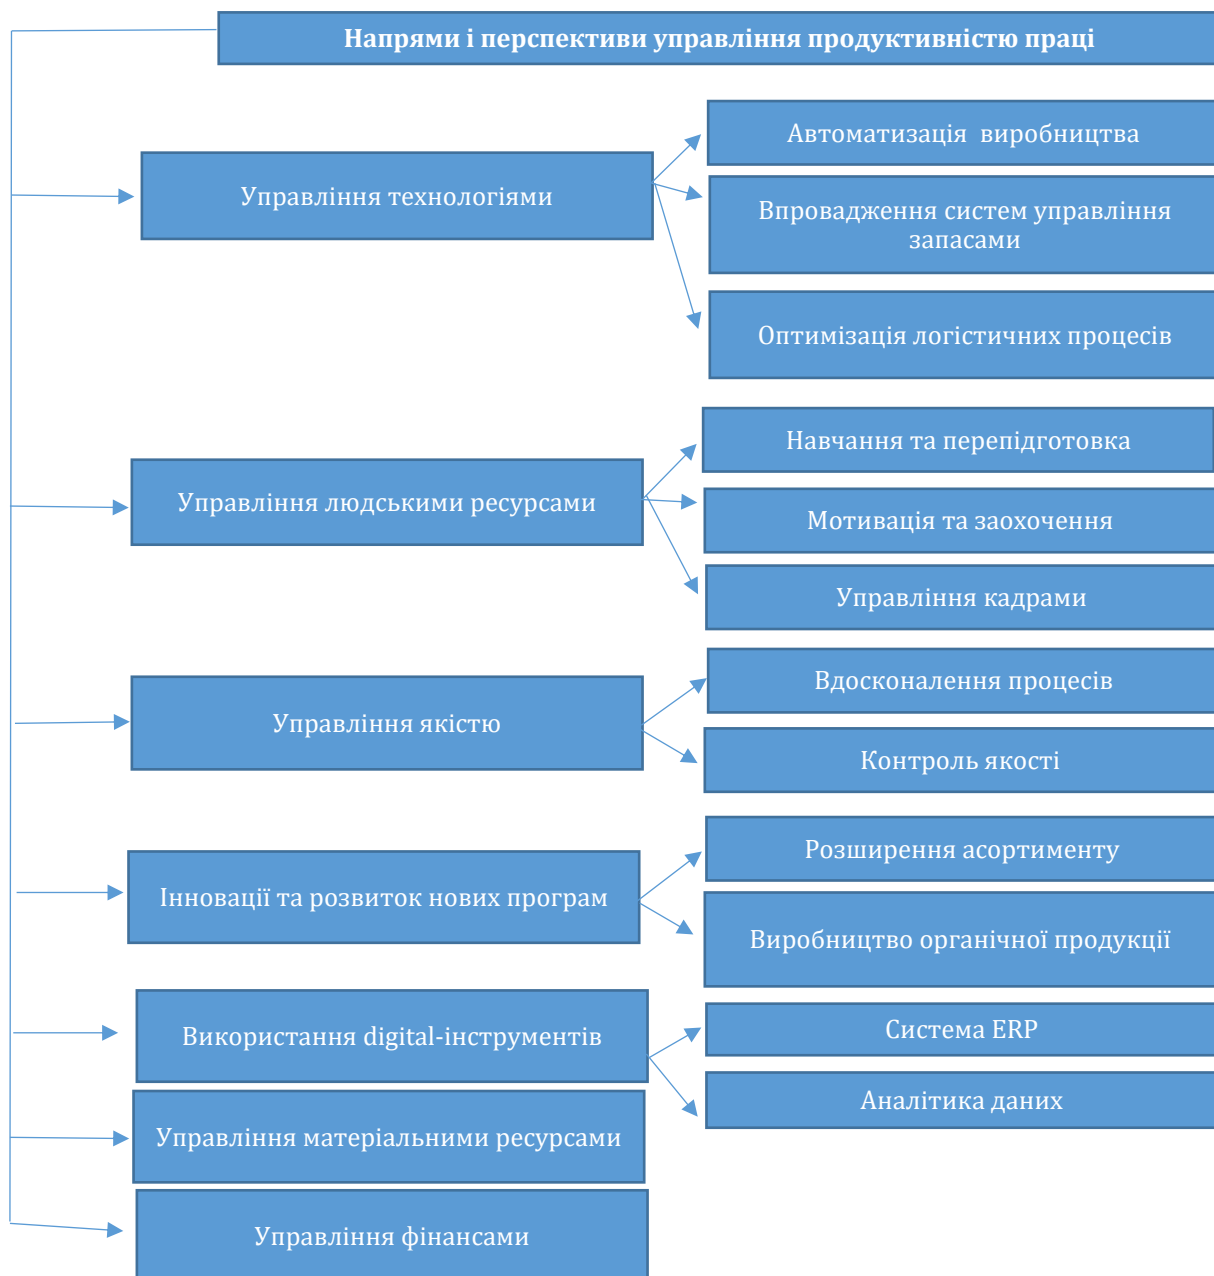 Напрями і перспективи управління продуктивністю праці
Управління технологіями
Автоматизація виробництва
Впровадження систем управління
запасами
Оптимізація логістичних процесів
Управління людськими ресурсами
Навчання та перепідготовка
Мотивація та заохочення
Управління кадрами
Управління якістю
Вдосконалення процесів
Контроль якості
Інновації та розвиток нових програм
Розширення асортименту
Виробництво органічної продукції
Використання digital-інструментів
Система ERP
Аналітика даних
Управління матеріальними ресурсами
Управління фінансами